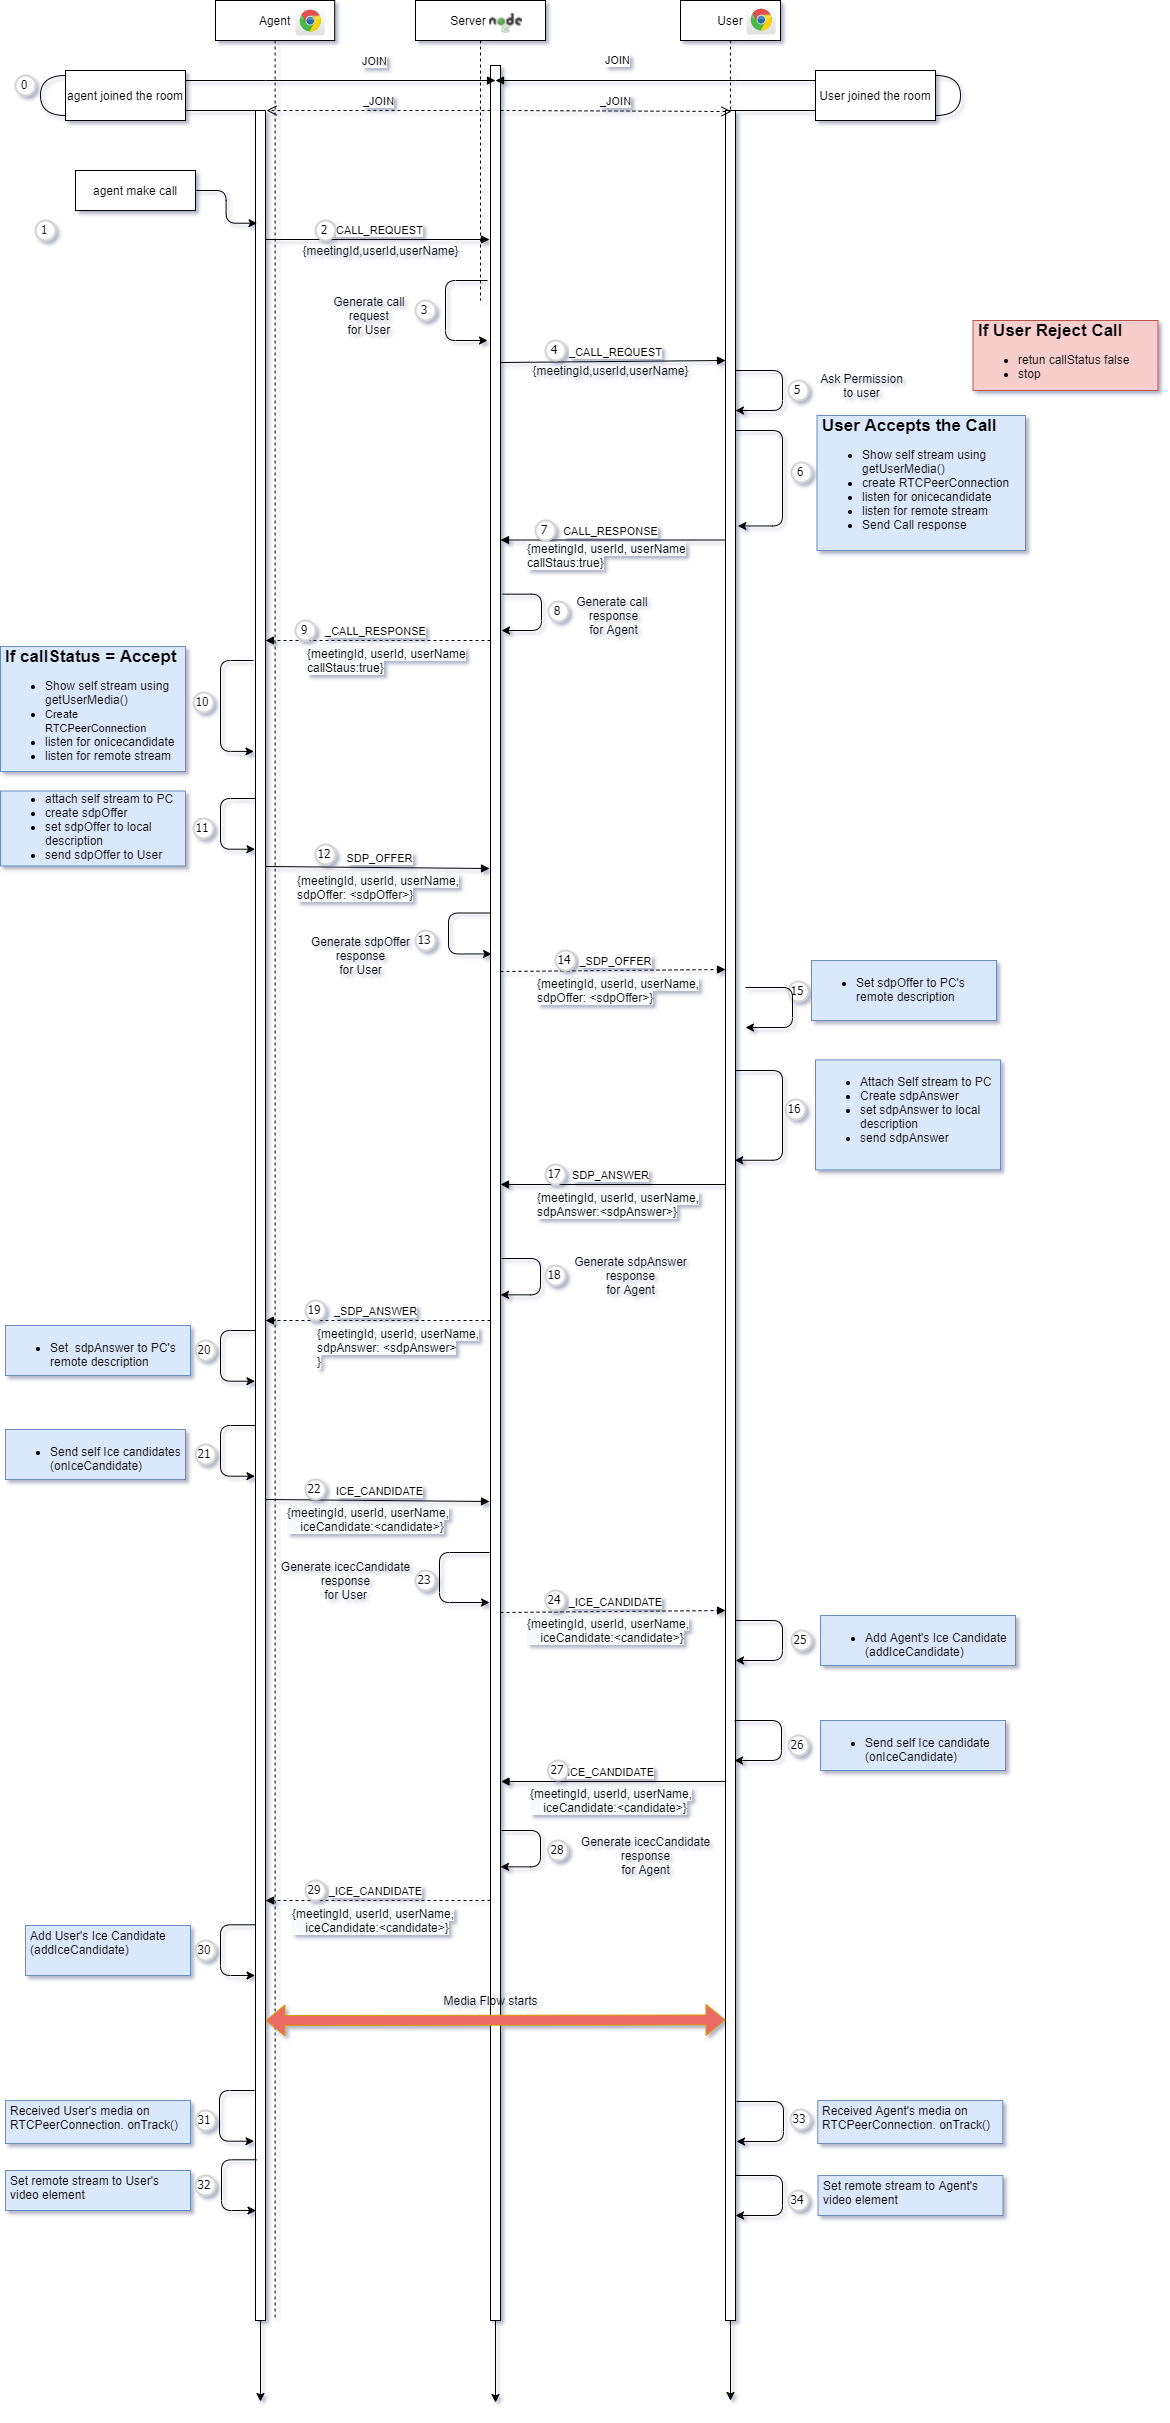 Agent
Server node
User
JOIN
JOIN
0
agent joined the room
User joined the room
_JOIN
_JOIN
agent make call
1
2
CALL_REQUEST
{meetingId,userId,userName}
Generate call
request
for User
3
4
_CALL_REQUEST
{meetingId,userId,userName}
If User Reject Call
• retun callStatus false
• stop
5
Ask Permission
to user
User Accepts the Call
• Show self stream using
getUserMedia()
• create RTCPeerConnection
• listen for onicecandidate
• listen for remote stream
• Send Call response
6
7
CALL_RESPONSE
{meetingId, userId, userName
callStaus:true}
8
Generate call
response
for Agent
9
_CALL_RESPONSE
{meetingId, userId, userName
callStaus:true}
If callStatus = Accept
• Show self stream using
getUserMedia()
• Create
RTCPeerConnection
• listen for onicecandidate
• listen for remote stream
10
• attach self stream to PC
• create sdpOffer
• set sdpOffer to local
description
• send sdpOffer to User
11
12
SDP_OFFER
{meetingId, userId, userName,
sdpOffer: <sdpOffer>}
Generate sdpOffer
response
for User
13
14
_SDP_OFFER
{meetingId, userId, userName,
sdpOffer: <sdpOffer>}
15
• Set sdpOffer to PC's
remote description
16
• Attach Self stream to PC
• Create sdpAnswer
• set sdpAnswer to local
description
• send sdpAnswer
17
SDP_ANSWER
{meetingId, userId, userName,
sdpAnswer:<sdpAnswer>}
18
Generate sdpAnswer
response
for Agent
19
_SDP_ANSWER
{meetingId, userId, userName,
sdpAnswer: <sdpAnswer>
}
• Set  sdpAnswer to PC's
remote description
20
• Send self Ice candidates
(onIceCandidate)
21
22
ICE_CANDIDATE
{meetingId, userId, userName,
iceCandidate:<candidate>}
Generate icecCandidate
response
for User
23
24
_ICE_CANDIDATE
{meetingId, userId, userName,
iceCandidate:<candidate>}
25
• Add Agent's Ice Candidate
(addIceCandidate)
26
• Send self Ice candidate
(onIceCandidate)
27
ICE_CANDIDATE
{meetingId, userId, userName,
iceCandidate:<candidate>}
28
Generate icecCandidate
response
for Agent
29
_ICE_CANDIDATE
{meetingId, userId, userName,
iceCandidate:<candidate>}
Add User's Ice Candidate
(addIceCandidate)
30
Media Flow starts
Received User's media on
RTCPeerConnection. onTrack()
31
33
Received Agent's media on
RTCPeerConnection. onTrack()
Set remote stream to User's
video element
32
34
Set remote stream to Agent's
video element